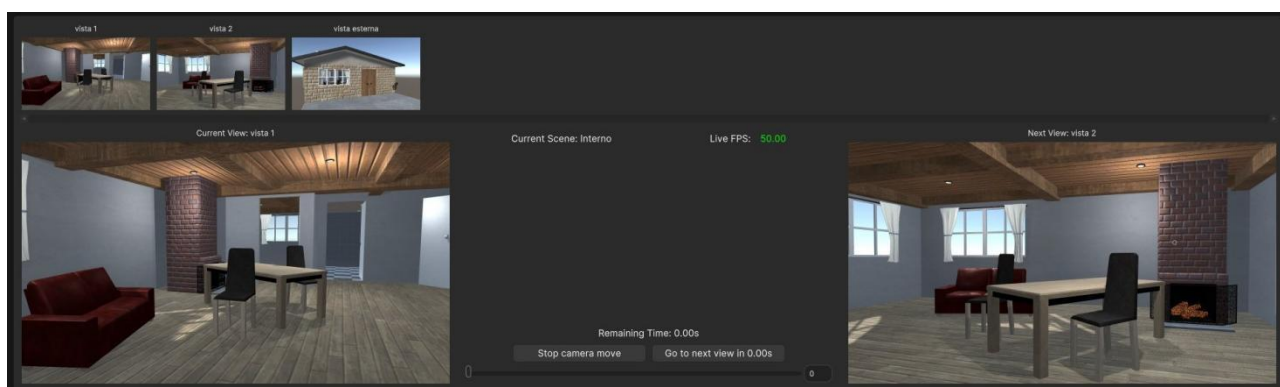 vista 1
vista 2
vista esterna
Current View: vista 1
Current Scene: Interno
Live FPS: 50.00
Next View: vista 2
Remaining Time: 0.00s
Stop camera move
Go to next view in 0.00s
0